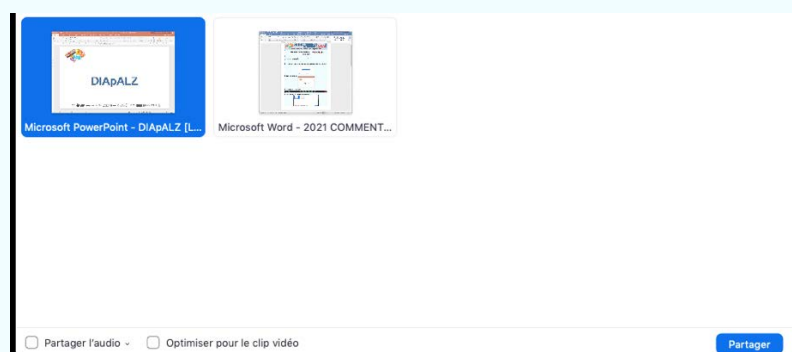 DIApALZ
Microsoft PowerPoint - DIApALZ [L...
Microsoft Word - 2021 COMMENT...
Partager l'audio
Optimiser pour le clip vidéo
Partager